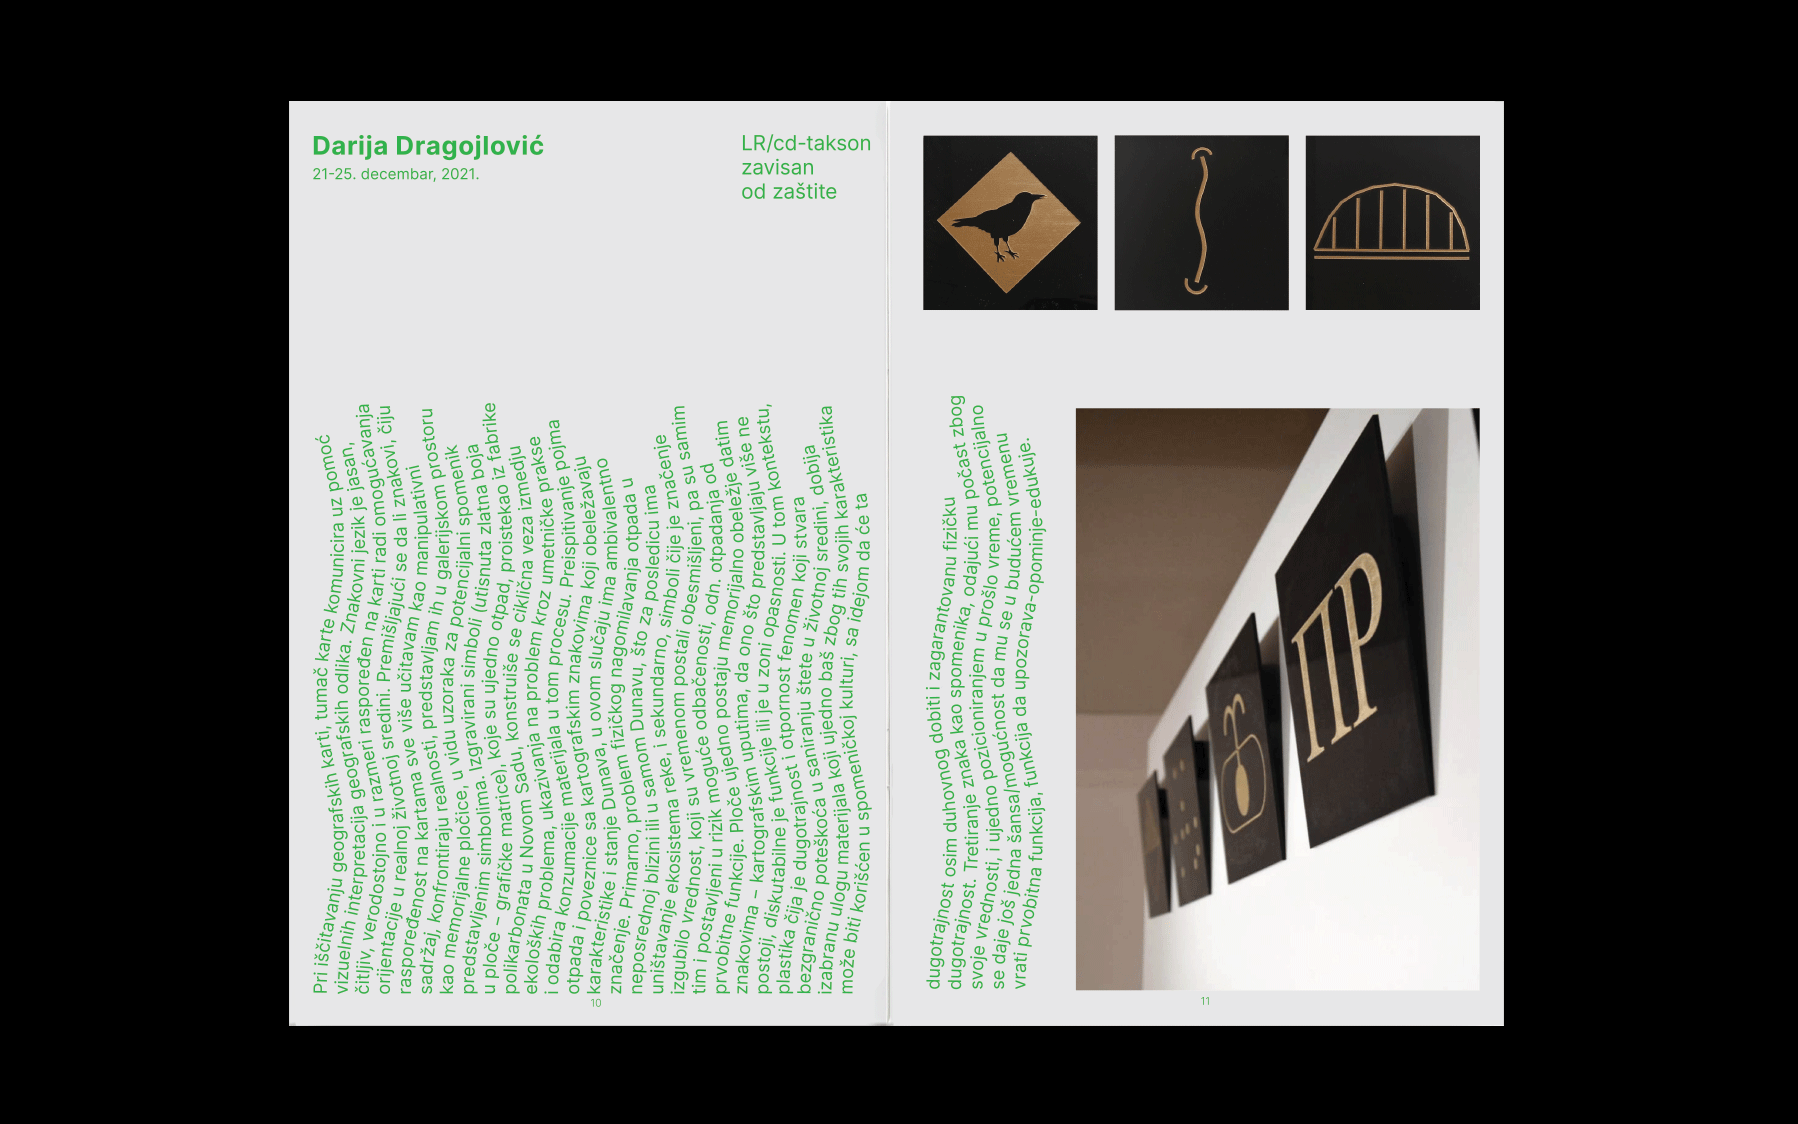 Darija Dragojlović
21-25. decembar, 2021.
LR/cd-takson
zavisan
od zaštite
Pri iščitavanju geografskih karti, tumač karte komunicira uz pomoć
vizuelnih interpretacija geografskih odlika. Znakovni jezik je jasan,
čitljiv, verodostojno i u razmeri raspoređen na karti radi omogućavanja
orijentacije u realnoj životnoj sredini. Premišljajući se da li znakovi, čiju
raspoređenost na kartama sve više učitavam kao manipulativni
sadržaj, konfrontiraju realnosti, predstavljam ih u galerijskom prostoru
kao memorijalne pločice, u vidu uzoraka za potencijalni spomenik
predstavljenim simbolima. Izgravirani simboli (utisnuta zlatna boja
u ploče – grafičke matrice), koje su ujedno otpad, proistekao iz fabrike
polikarbonata u Novom Sadu, konstruiše se ciklična veza izmedju
ekoloških problema, ukazivanja na problem kroz umetničke prakse
i odabira konzumacije materijala u tom procesu. Preispitivanje pojma
otpada i poveznice sa kartografskim znakovima koji obeležavaju
karakteristike i stanje Dunava, u ovom slučaju ima ambivalentno
značenje. Primarno, problem fizičkog nagomilavanja otpada u
neposrednoj blizini ili u samom Dunavu, što za posledicu ima
uništavanje ekosistema reke, i sekundarno, simboli čije je značenje
izgubilo vrednost, koji su vremenom postali obesmišljeni, pa su samim
tim i postavljeni u rizik moguće odbačenosti, odn. otpadanja od
prvobitne funkcije. Ploče ujedno postaju memorijalno obeležje datim
znakovima – kartografskim uputima, da ono što predstavljaju više ne
postoji, diskutabilne je funkcije ili je u zoni opasnosti. U tom kontekstu,
plastika čija je dugotrajnost i otpornost fenomen koji stvara
bezgranično poteškoća u saniranju štete u životnoj sredini, dobija
izabranu ulogu materijala koji ujedno baš zbog tih svojih karakteristika
može biti korišćen u spomeničkoj kulturi, sa idejom da će ta
10
dugotrajnost osim duhovnog dobiti i zagarantovanu fizičku
dugotrajnost. Tretiranje znaka kao spomenika, odajući mu počast zbog
svoje vrednosti, i ujedno pozicioniranjem u prošlo vreme, potencijalno
se daje još jedna šansa/mogućnost da mu se u budućem vremenu
vrati prvobitna funkcija, funkcija da upozorava-opominje-edukuje.
ПР
11